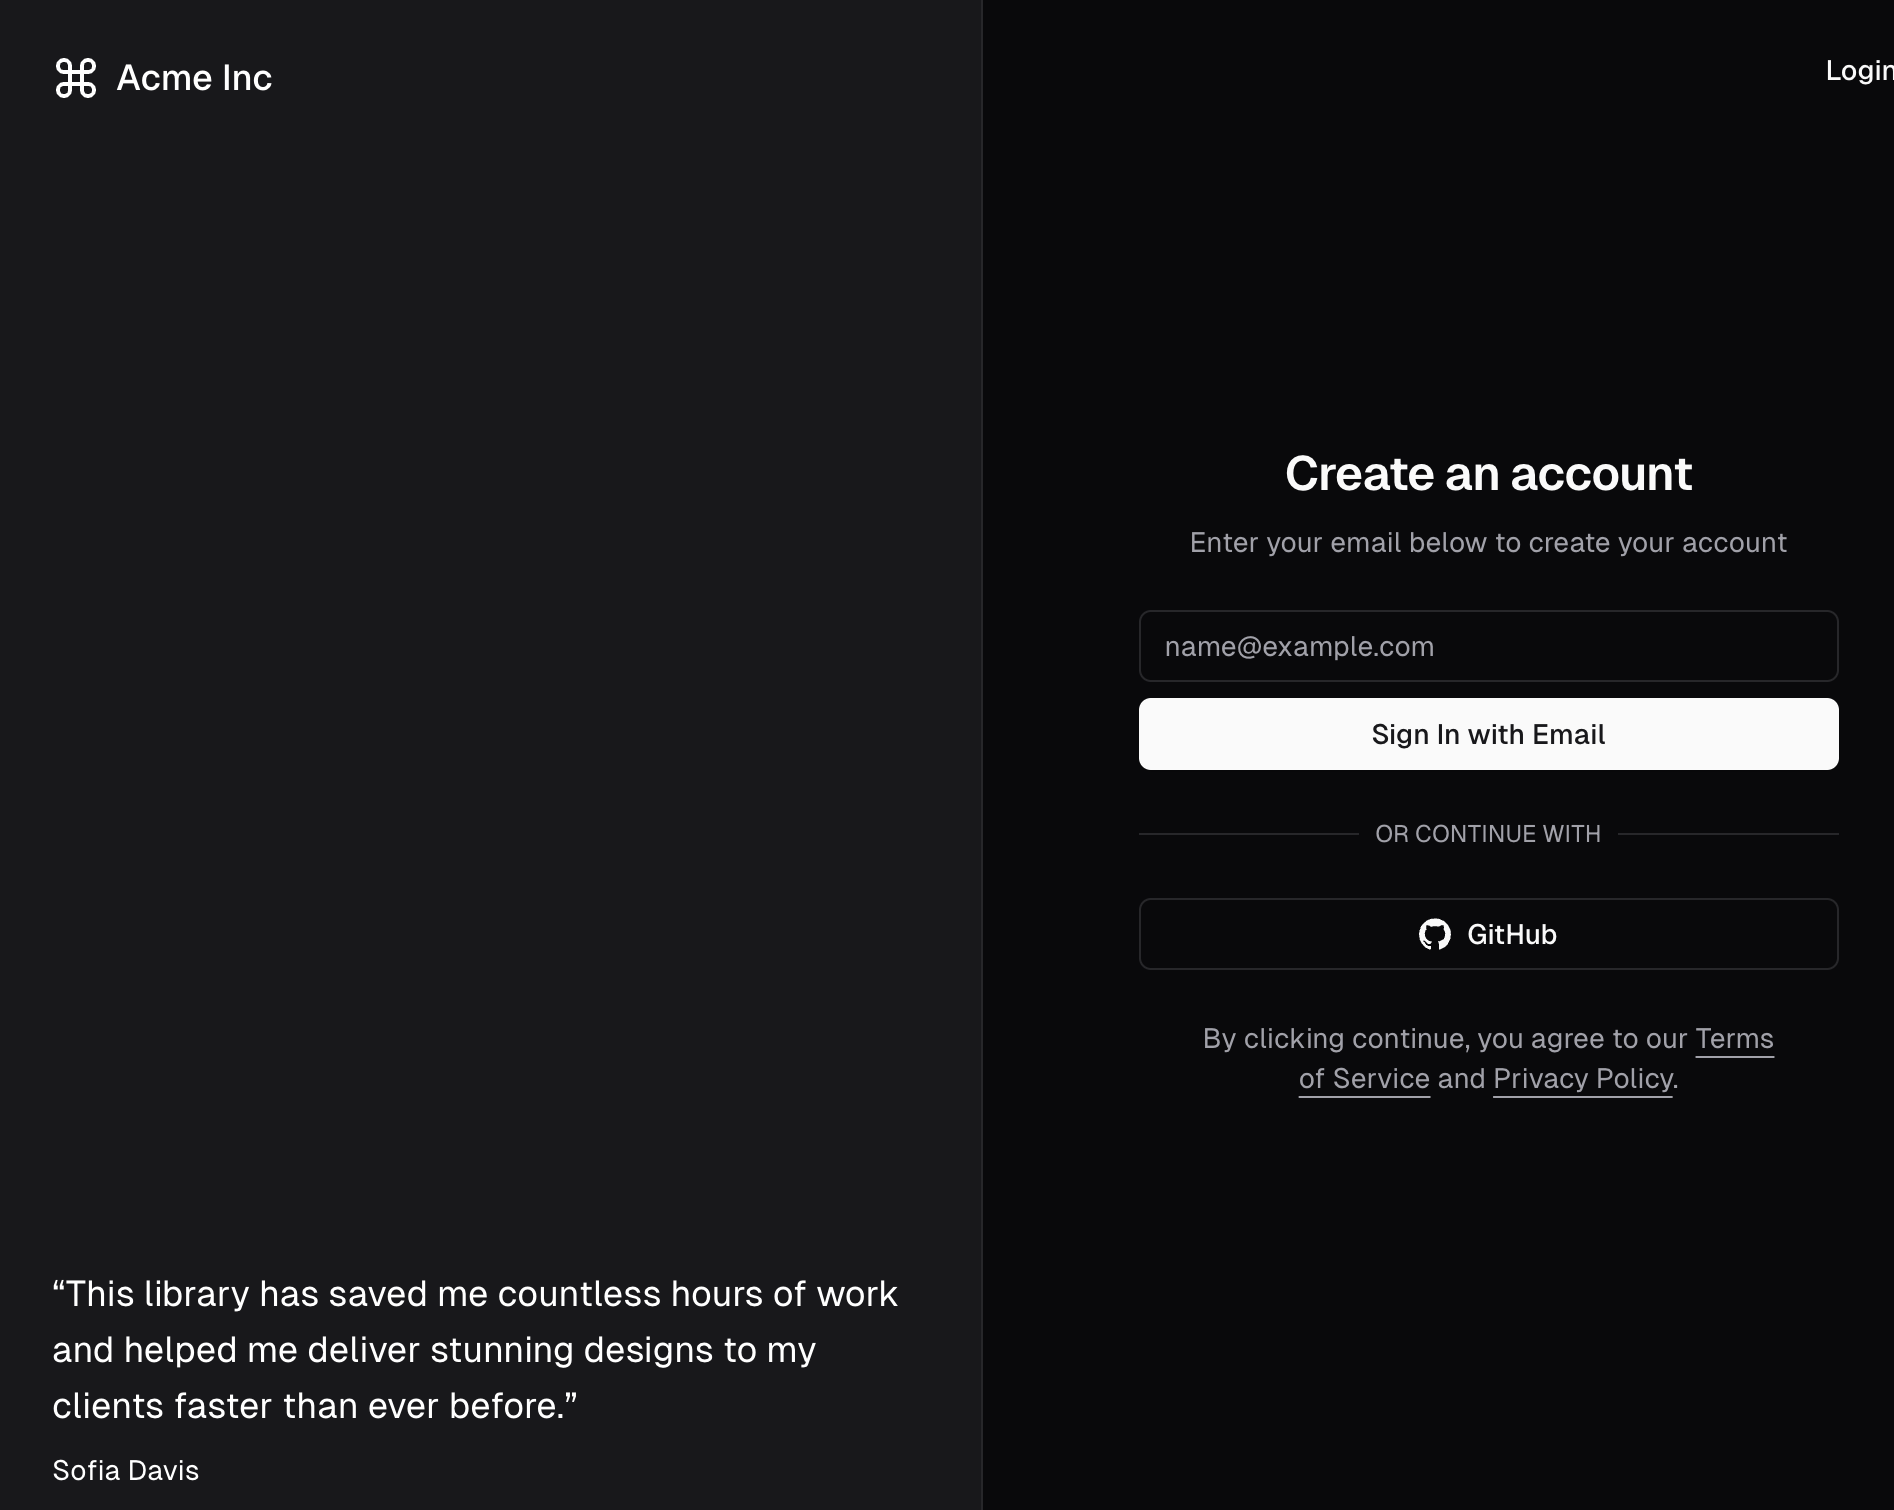 Acme Inc
Login
Create an account
Enter your email below to create your account
name@example.com
Sign In with Email
OR CONTINUE WITH
GitHub
By clicking continue, you agree to our Terms
of Service and Privacy Policy.
“This library has saved me countless hours of work
and helped me deliver stunning designs to my
clients faster than ever before.”
Sofia Davis